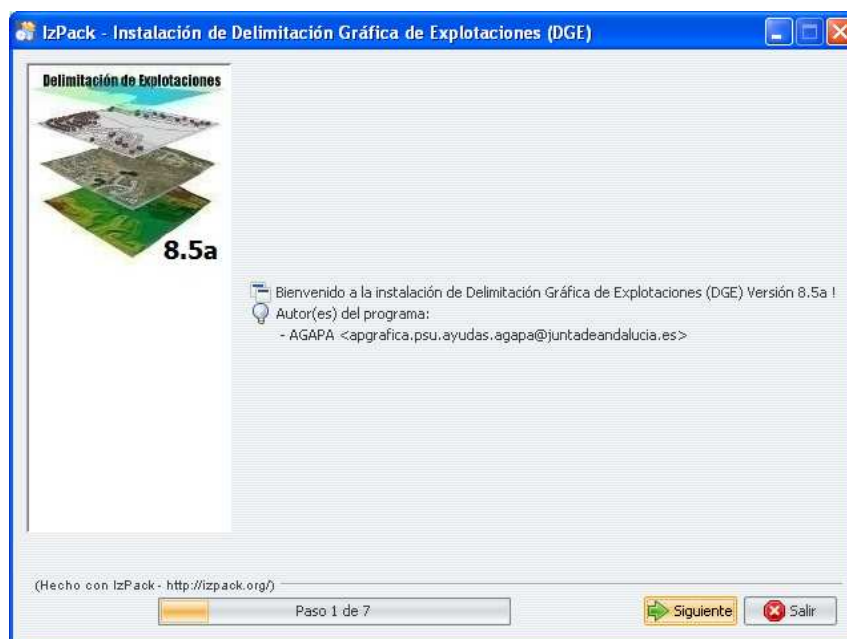 IzPack - Instalación de Delimitación Gráfica de Explotaciones (DGE)
Delimitación de Explotaciones
8.5a
Bienvenido a la instalación de Delimitación Gráfica de Explotaciones (DGE) Versión 8.5a !
Autor(es) del programa:
- AGAPA <apgrafica.psu.ayudas.agapa@juntadeandalucia.es>
(Hecho con IzPack - http://izpack.org/)
Paso 1 de 7
Siguiente
Salir